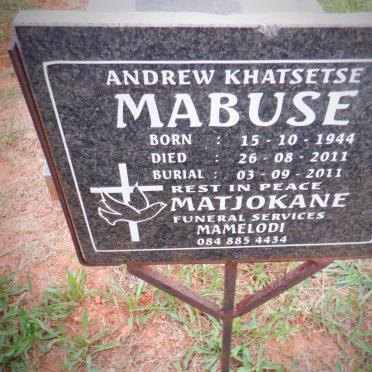 ANDREW KHATSETSE
MABUSE
BORN : 15-10-1944
DIED : 26-08-2011
BURIAL : 03-09-2011
REST IN PEACE
MATJOKANE
FUNERAL SERVICES
MAMELODI
084 885 4434